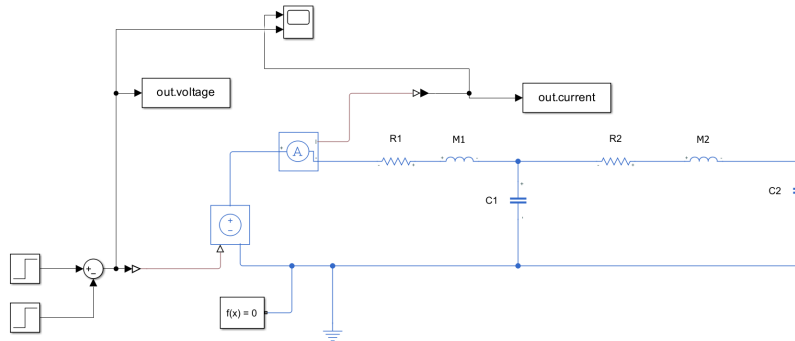 out.voltage
out.current
A
R1
M1
R2
M2
C1
C2
f(x) = 0